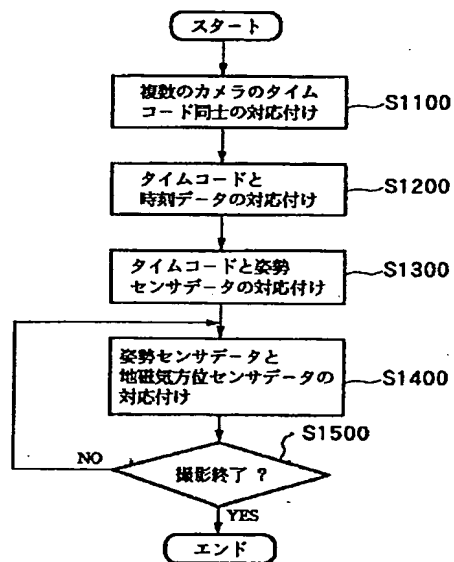 スタート
複数のカメラのタイム
コード同士の対応付け
S1100
タイムコードと
時刻データの対応付け
S1200
タイムコードと姿勢
センサデータの対応付け
S1300
姿勢センサデータと
地磁気方位センサデータの
対応付け
S1400
S1500
撮影終了 ?
NO
YES
エンド